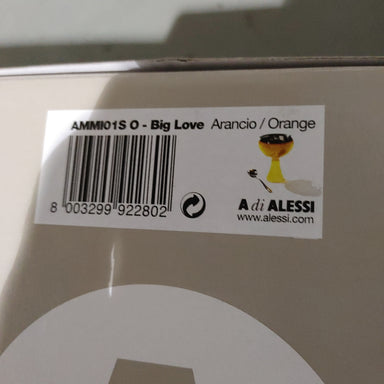 AMMI01S O - Big Love Arancio / Orange
8 003299 922802
A di ALESSI
www.alessi.com